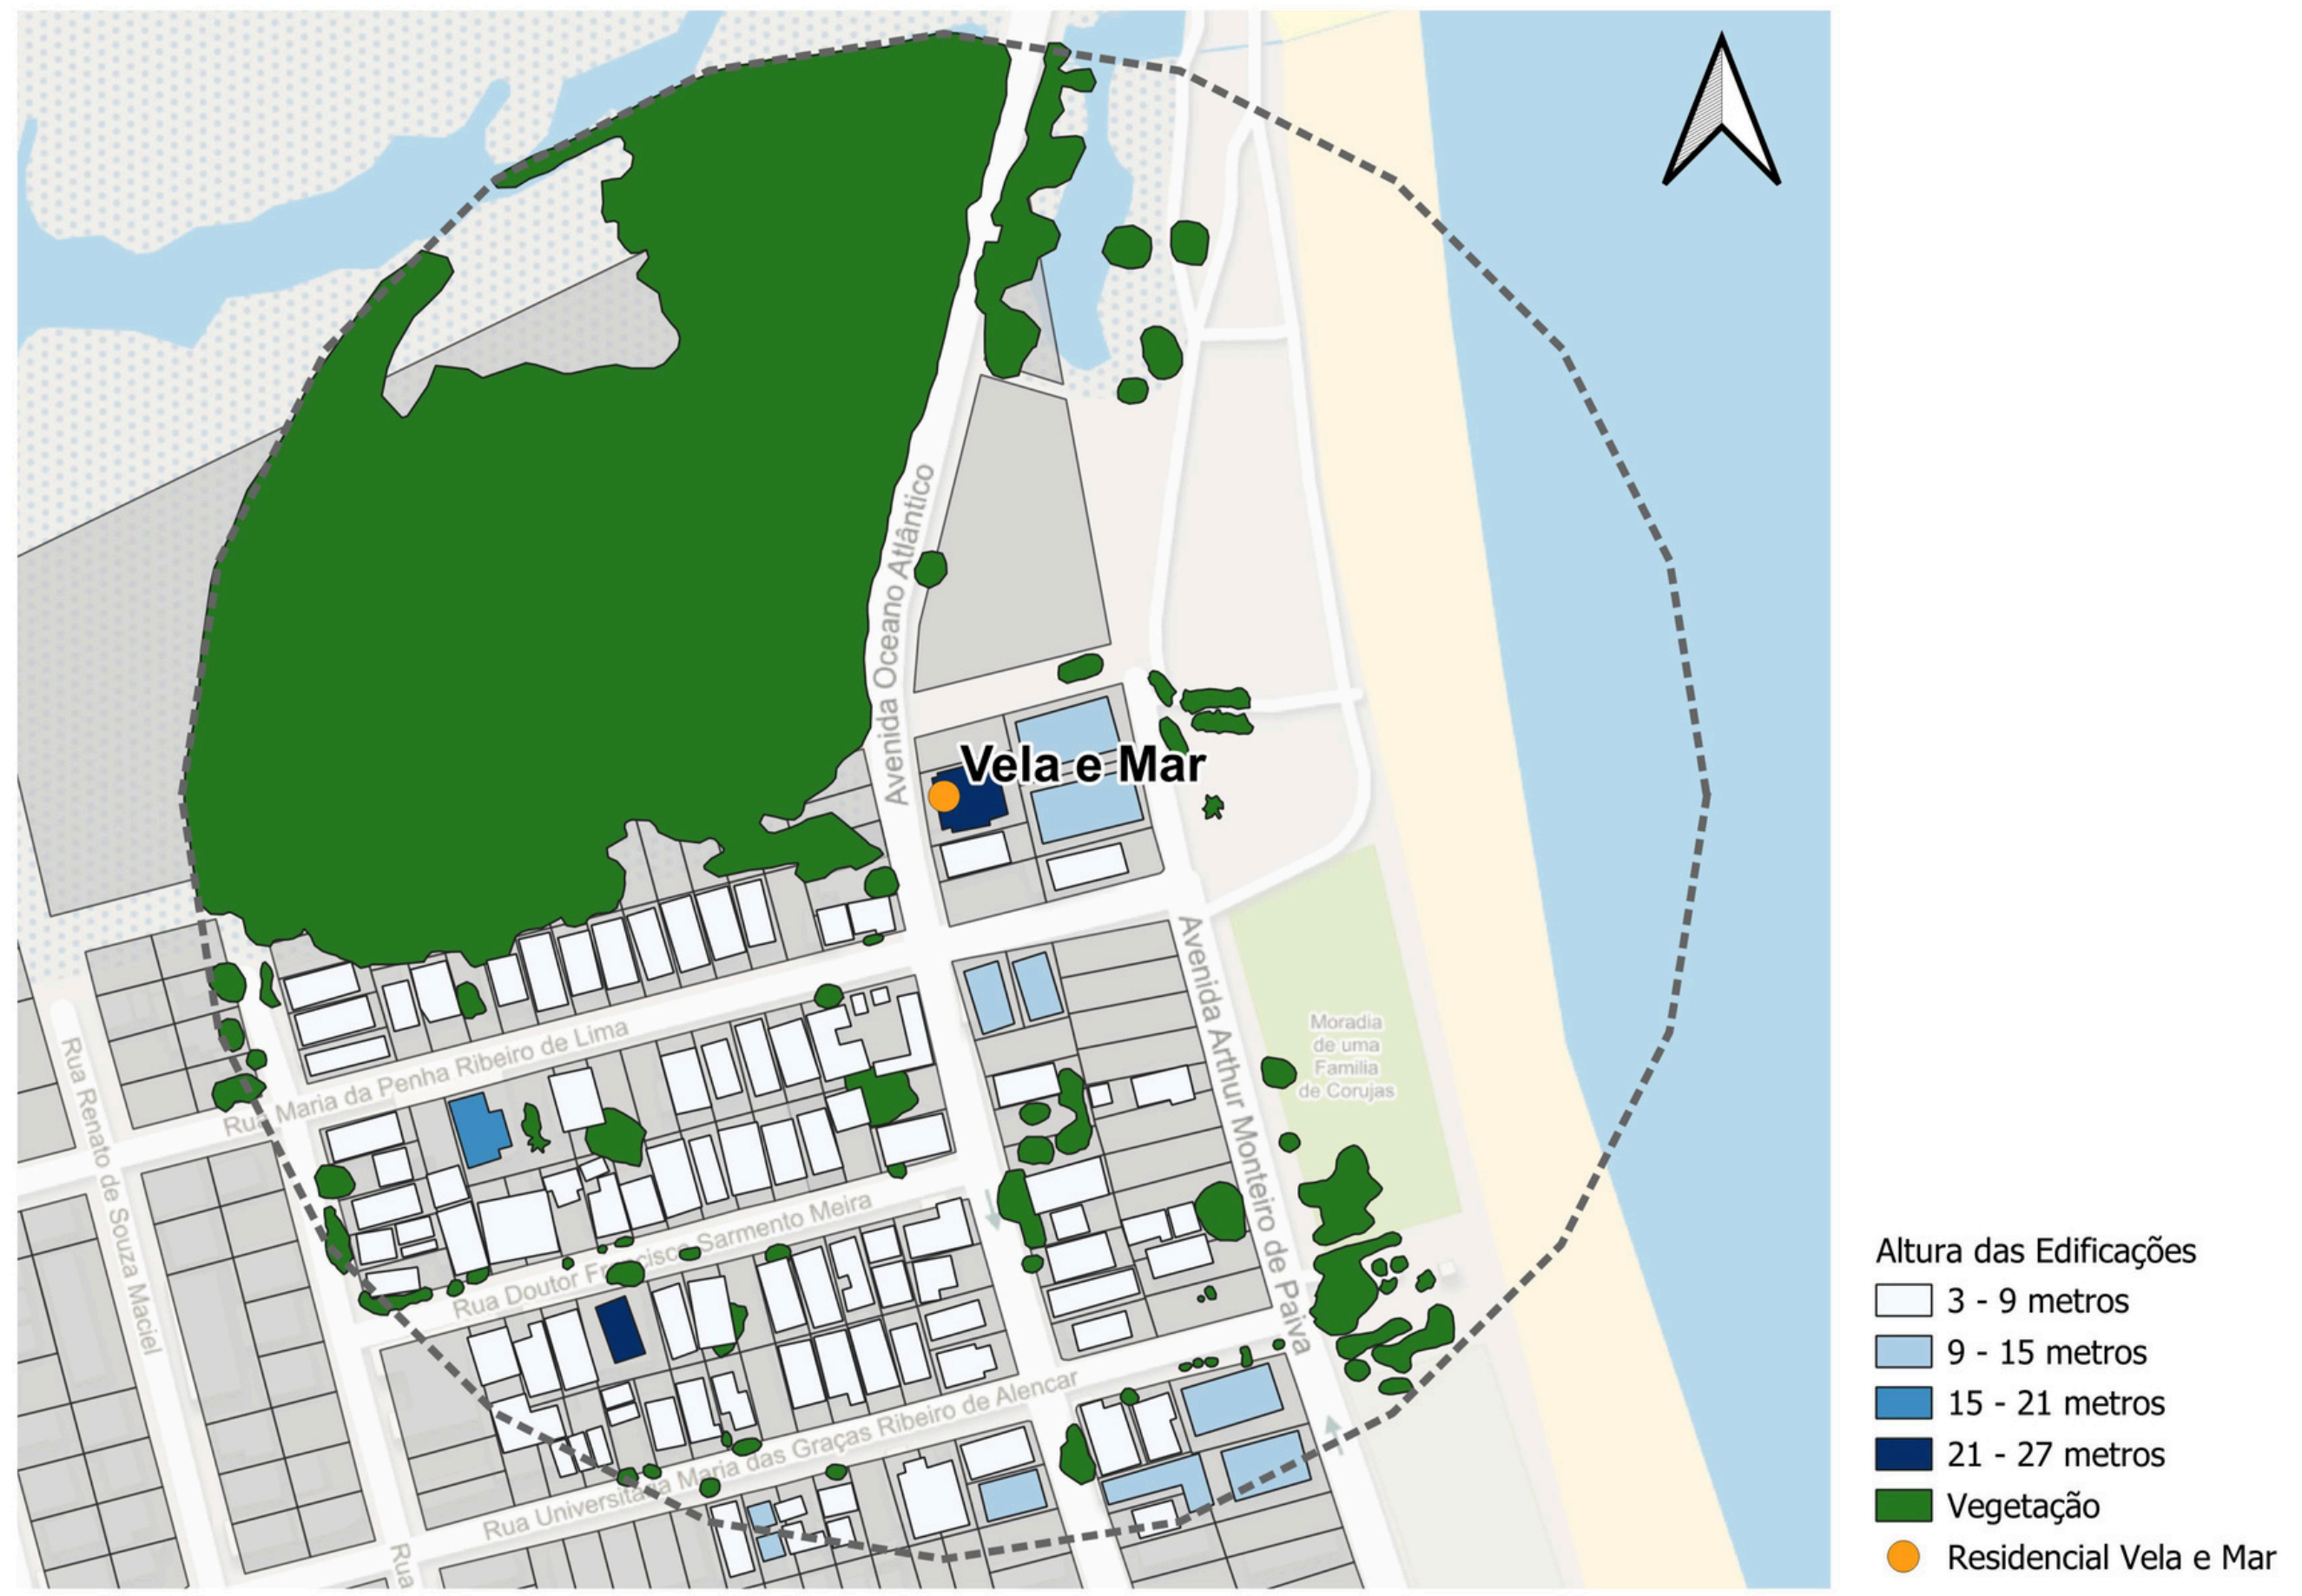 Avenida Oceano Atlântico
Vela e Mar
Avenida Arthur Monteiro de Paiva
Moradia
de uma
Familia
de Corujas
Rua Maria da Penha Ribeiro de Lima
Rua Renato de Souza Maciel
Rua Doutor Francisco Sarmento Meira
Rua Universitária Maria das Graças Ribeiro de Alencar
Rua
Altura das Edificações
3 - 9 metros
9 - 15 metros
15 - 21 metros
21 - 27 metros
Vegetação
Residencial Vela e Mar